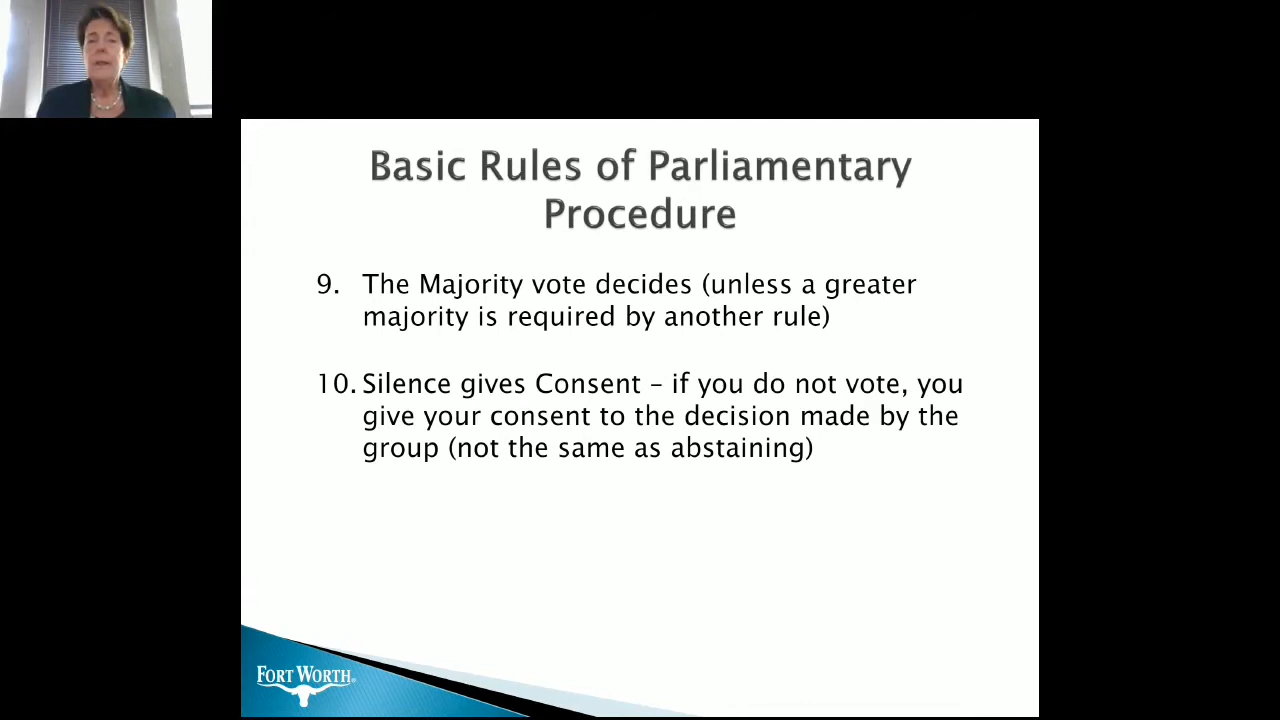 Basic Rules of Parliamentary
Procedure
9. The Majority vote decides (unless a greater
majority is required by another rule)
10. Silence gives Consent – if you do not vote, you
give your consent to the decision made by the
group (not the same as abstaining)
FORT WORTH®